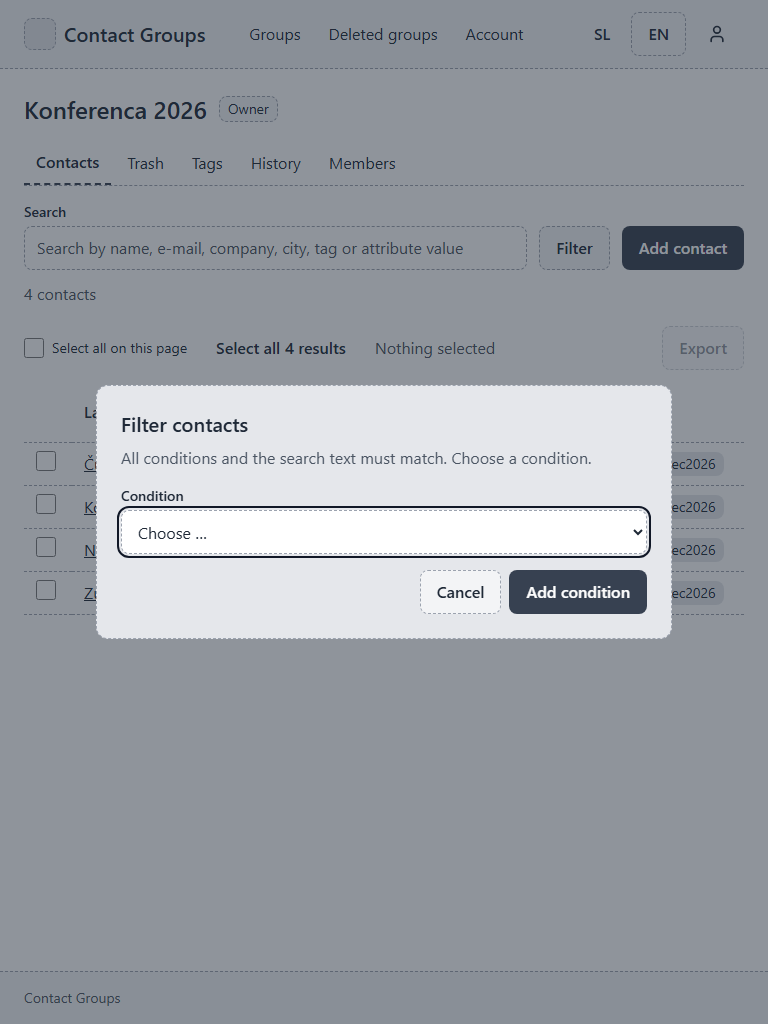 Contact Groups Groups Deleted groups Account SL EN
Konferenca 2026 Owner
Contacts Trash Tags History Members
Search
Search by name, e-mail, company, city, tag or attribute value Filter Add contact
4 contacts
Select all on this page Select all 4 results Nothing selected Export
Filter contacts
All conditions and the search text must match. Choose a condition.
Condition
Choose ...
Cancel Add condition
Contact Groups